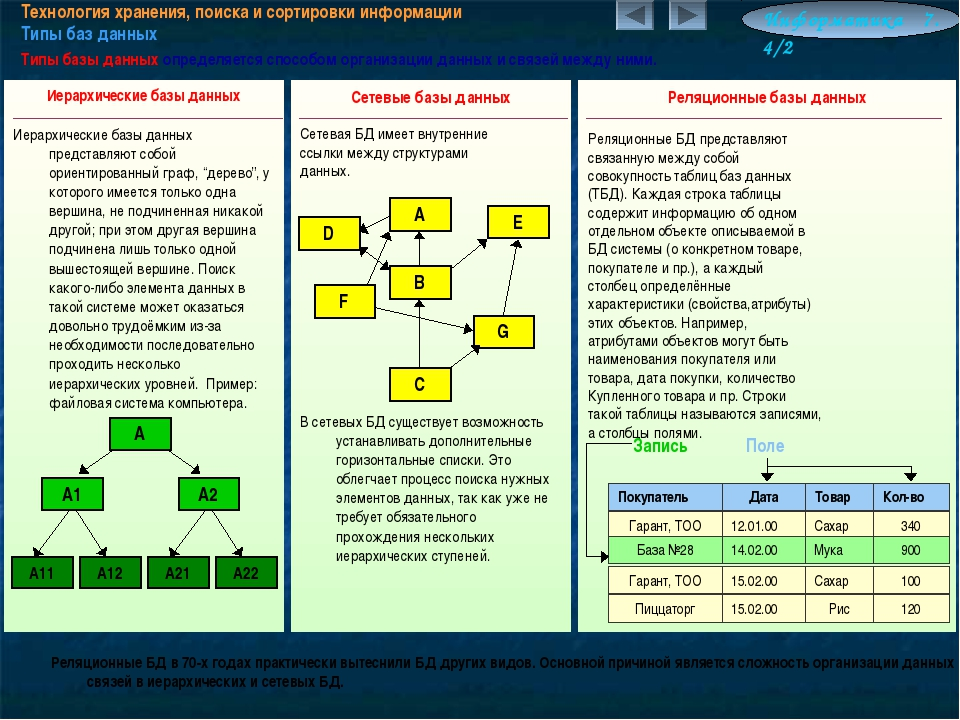 Технология хранения, поиска и сортировки информации
Типы баз данных
Типы базы данных определяется способом организации данных и связей между ними.
Информатика 7.
4/2
Иерархические базы данных
Иерархические базы данных
представляют собой
ориентированный граф, “дерево”, у
которого имеется только одна
вершина, не подчиненная никакой
другой; при этом другая вершина
подчинена лишь только одной
вышестоящей вершине. Поиск
какого-либо элемента данных в
такой системе может оказаться
довольно трудоёмким из-за
необходимости последовательно
проходить несколько
иерархических уровней. Пример:
файловая система компьютера.
A
A1 A2
A11 A12 A21 A22
Сетевые базы данных
Сетевая БД имеет внутренние
ссылки между структурами
данных.
A
D
E
B
F
G
C
В сетевых БД существует возможность
устанавливать дополнительные
горизонтальные списки. Это
облегчает процесс поиска нужных
элементов данных, так как уже не
требует обязательного
прохождения нескольких
иерархических ступеней.
Реляционные базы данных
Реляционные БД представляют
связанную между собой
совокупность таблиц баз данных
(ТБД). Каждая строка таблицы
содержит информацию об одном
отдельном объекте описываемой в
БД системы (о конкретном товаре,
покупателе и пр.), а каждый
столбец определённые
характеристики (свойства,атрибуты)
этих объектов. Например,
атрибутами объектов могут быть
наименования покупателя или
товара, дата покупки, количество
Купленного товара и пр. Строки
такой таблицы называются записями,
а столбцы полями.
Запись Поле
Покупатель Дата Товар Кол-во
Гарант, ТОО 12.01.00 Сахар 340
База №28 14.02.00 Мука 900
Гарант, ТОО 15.02.00 Сахар 100
Пиццаторг 15.02.00 Рис 120
Реляционные БД в 70-х годах практически вытеснили БД других видов. Основной причиной является сложность организации данных
связей в иерархических и сетевых БД.